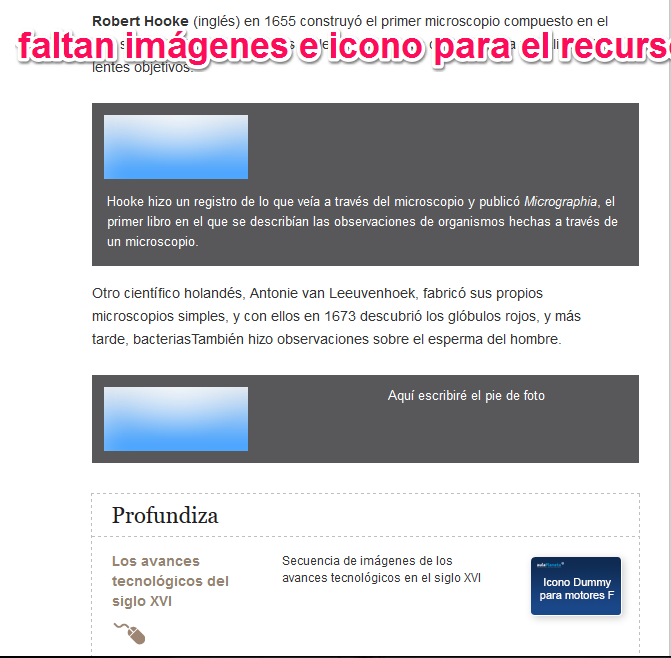 Robert Hooke (inglés) en 1655 construyó el primer microscopio compuesto en el
faltan imágenes e icono para el recurs
lentes objetivos.
Hooke hizo un registro de lo que veía a través del microscopio y publicó Micrographia, el
primer libro en el que se describían las observaciones de organismos hechas a través de
un microscopio.
Otro científico holandés, Antonie van Leeuvenhoek, fabricó sus propios
microscopios simples, y con ellos en 1673 descubrió los glóbulos rojos, y más
tarde, bacteriasTambién hizo observaciones sobre el esperma del hombre.
Aquí escribiré el pie de foto
Profundiza
Los avances
tecnológicos del
siglo XVI
Secuencia de imágenes de los
avances tecnológicos en el siglo XVI
aulaPlaneta
Icono Dummy
para motores F